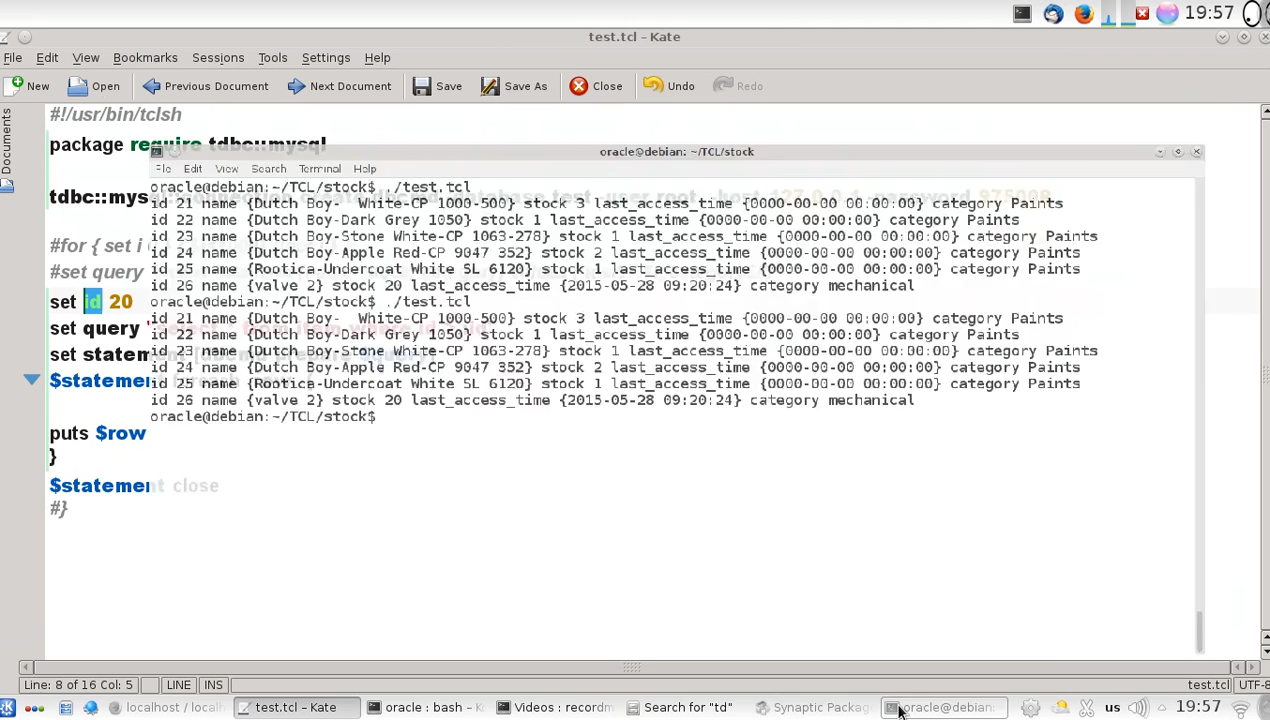 19:57
test.tcl - Kate
File Edit View Bookmarks Sessions Tools Settings Help
New Open Previous Document Next Document Save Save As Close Undo Redo
Documents
#!/usr/bin/tclsh
package require tdbc::mysql
oracle@debian: ~/TCL/stock
File Edit View Search Terminal Help
oracle@debian:~/TCL/stock$ ./test.tcl
tdbc::mys
id 21 name {Dutch Boy-  White-CP 1000-500} stock 3 last_access_time {0000-00-00 00:00:00} category Paints
id 22 name {Dutch Boy-Dark Grey 1050} stock 1 last_access_time {0000-00-00 00:00:00} category Paints
id 23 name {Dutch Boy-Stone White-CP 1063-278} stock 1 last_access_time {0000-00-00 00:00:00} category Paints
#for { set i
id 24 name {Dutch Boy-Apple Red-CP 9047 352} stock 2 last_access_time {0000-00-00 00:00:00} category Paints
#set query
id 25 name {Rootica-Undercoat White SL 6120} stock 1 last_access_time {0000-00-00 00:00:00} category Paints
id 26 name {valve 2} stock 20 last_access_time {2015-05-28 09:20:24} category mechanical
set id 20
oracle@debian:~/TCL/stock$ ./test.tcl
id 21 name {Dutch Boy-  White-CP 1000-500} stock 3 last_access_time {0000-00-00 00:00:00} category Paints
set query
id 22 name {Dutch Boy-Dark Grey 1050} stock 1 last_access_time {0000-00-00 00:00:00} category Paints
set statement
id 23 name {Dutch Boy-Stone White-CP 1063-278} stock 1 last_access_time {0000-00-00 00:00:00} category Paints
id 24 name {Dutch Boy-Apple Red-CP 9047 352} stock 2 last_access_time {0000-00-00 00:00:00} category Paints
$statement
id 25 name {Rootica-Undercoat White SL 6120} stock 1 last_access_time {0000-00-00 00:00:00} category Paints
id 26 name {valve 2} stock 20 last_access_time {2015-05-28 09:20:24} category mechanical
oracle@debian:~/TCL/stock$
puts $row
}
$statement close
#}
Line: 8 of 16 Col: 5 LINE INS test.tcl UTF-8
localhost / local test.tcl - Kate oracle : bash - K Videos : recordm Search for "td" Synaptic Package oracle@debian: us 19:57